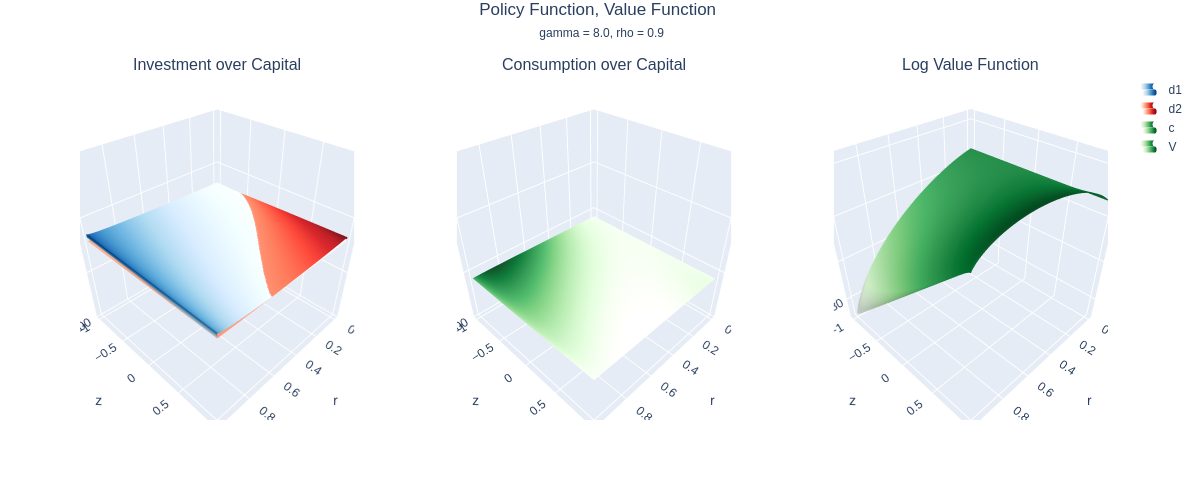 Policy Function, Value Function
gamma = 8.0, rho = 0.9
Investment over Capital
Consumption over Capital
Log Value Function
d1
d2
c
V
−0.5
0
0.5
z
0
0.2
0.4
0.6
0.8
r
−0.5
0
0.5
z
0
0.2
0.4
0.6
0.8
r
−1
−0.5
0
0.5
z
0
0.2
0.4
0.6
0.8
r